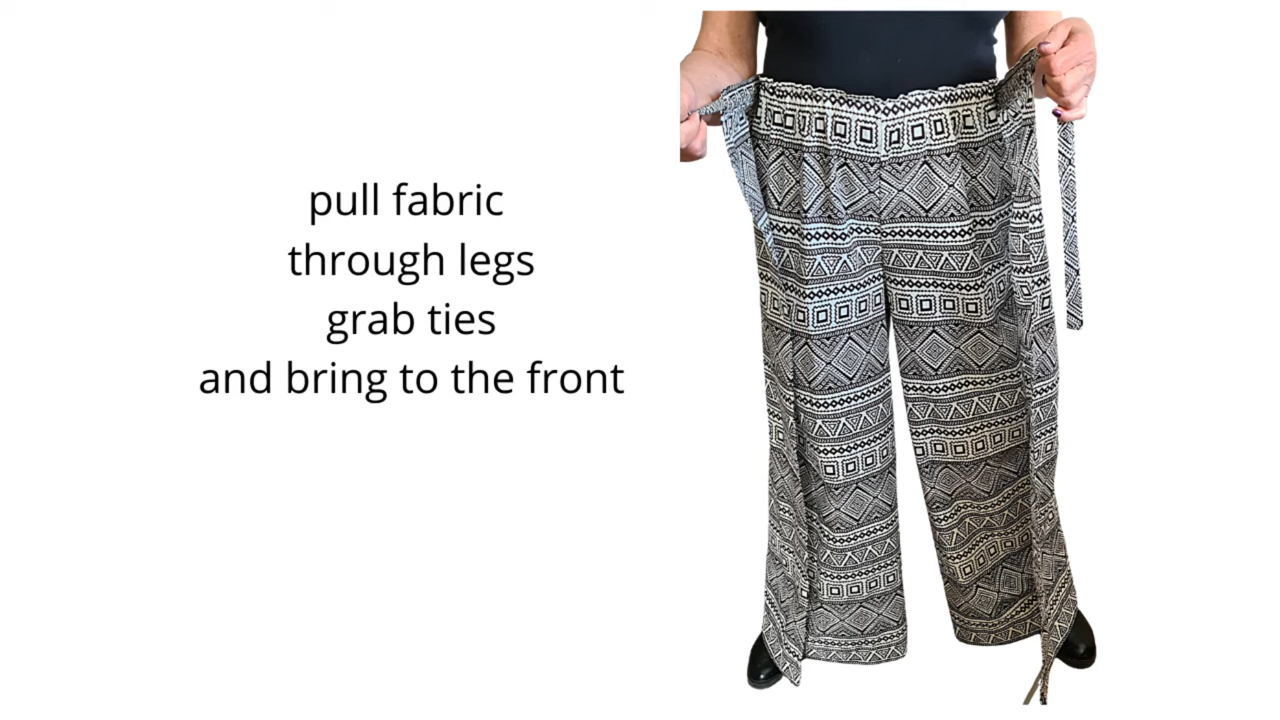 pull fabric
through legs
grab ties
and bring to the front